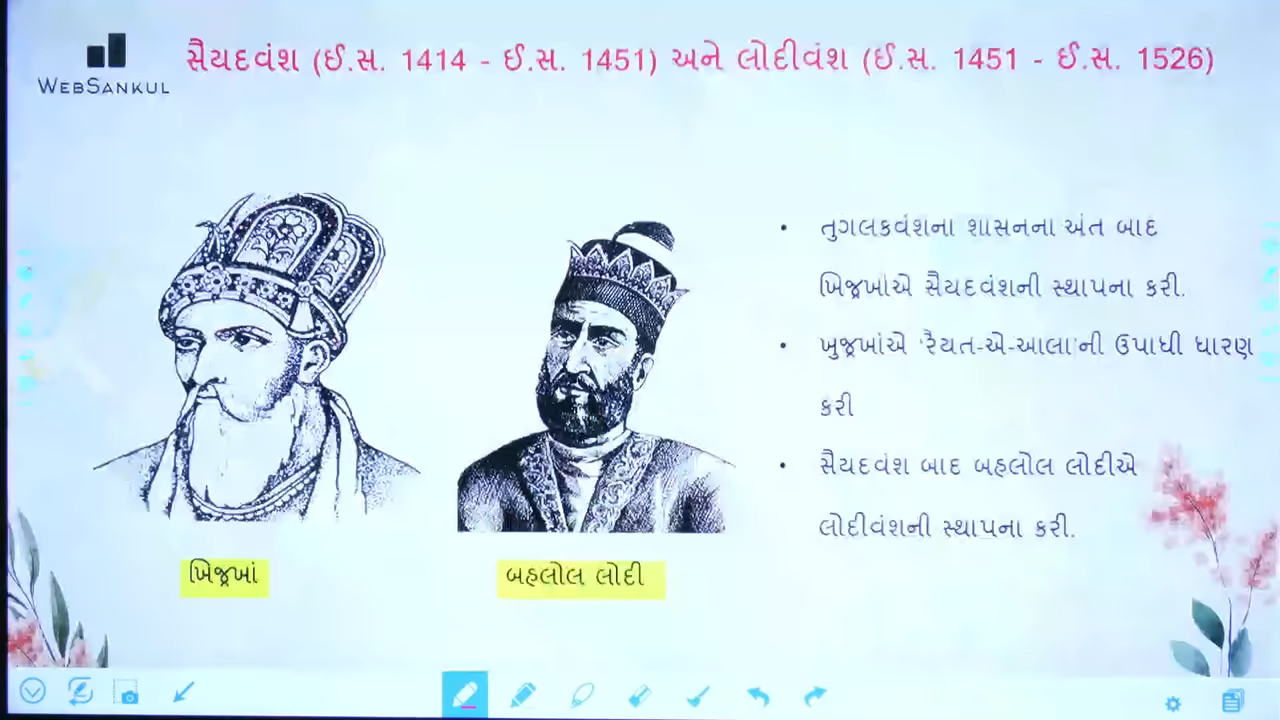 WEBSANKUL
સૈયદવંશ (ઈ.સ. 1414 - ઈ.સ. 1451) અને લોદીવંશ (ઈ.સ. 1451 - ઈ.સ. 1526)
• તુગલકવંશના શાસનના અંત બાદ
ખિજ્રખાંએ સૈયદવંશની સ્થાપના કરી.
• ખુજ્રખાંએ 'રૈયત-એ-આલા'ની ઉપાધી ધારણ
કરી
• સૈયદવંશ બાદ બહલોલ લોદીએ
લોદીવંશની સ્થાપના કરી.
ખિજ્રખાં
બહલોલ લોદી